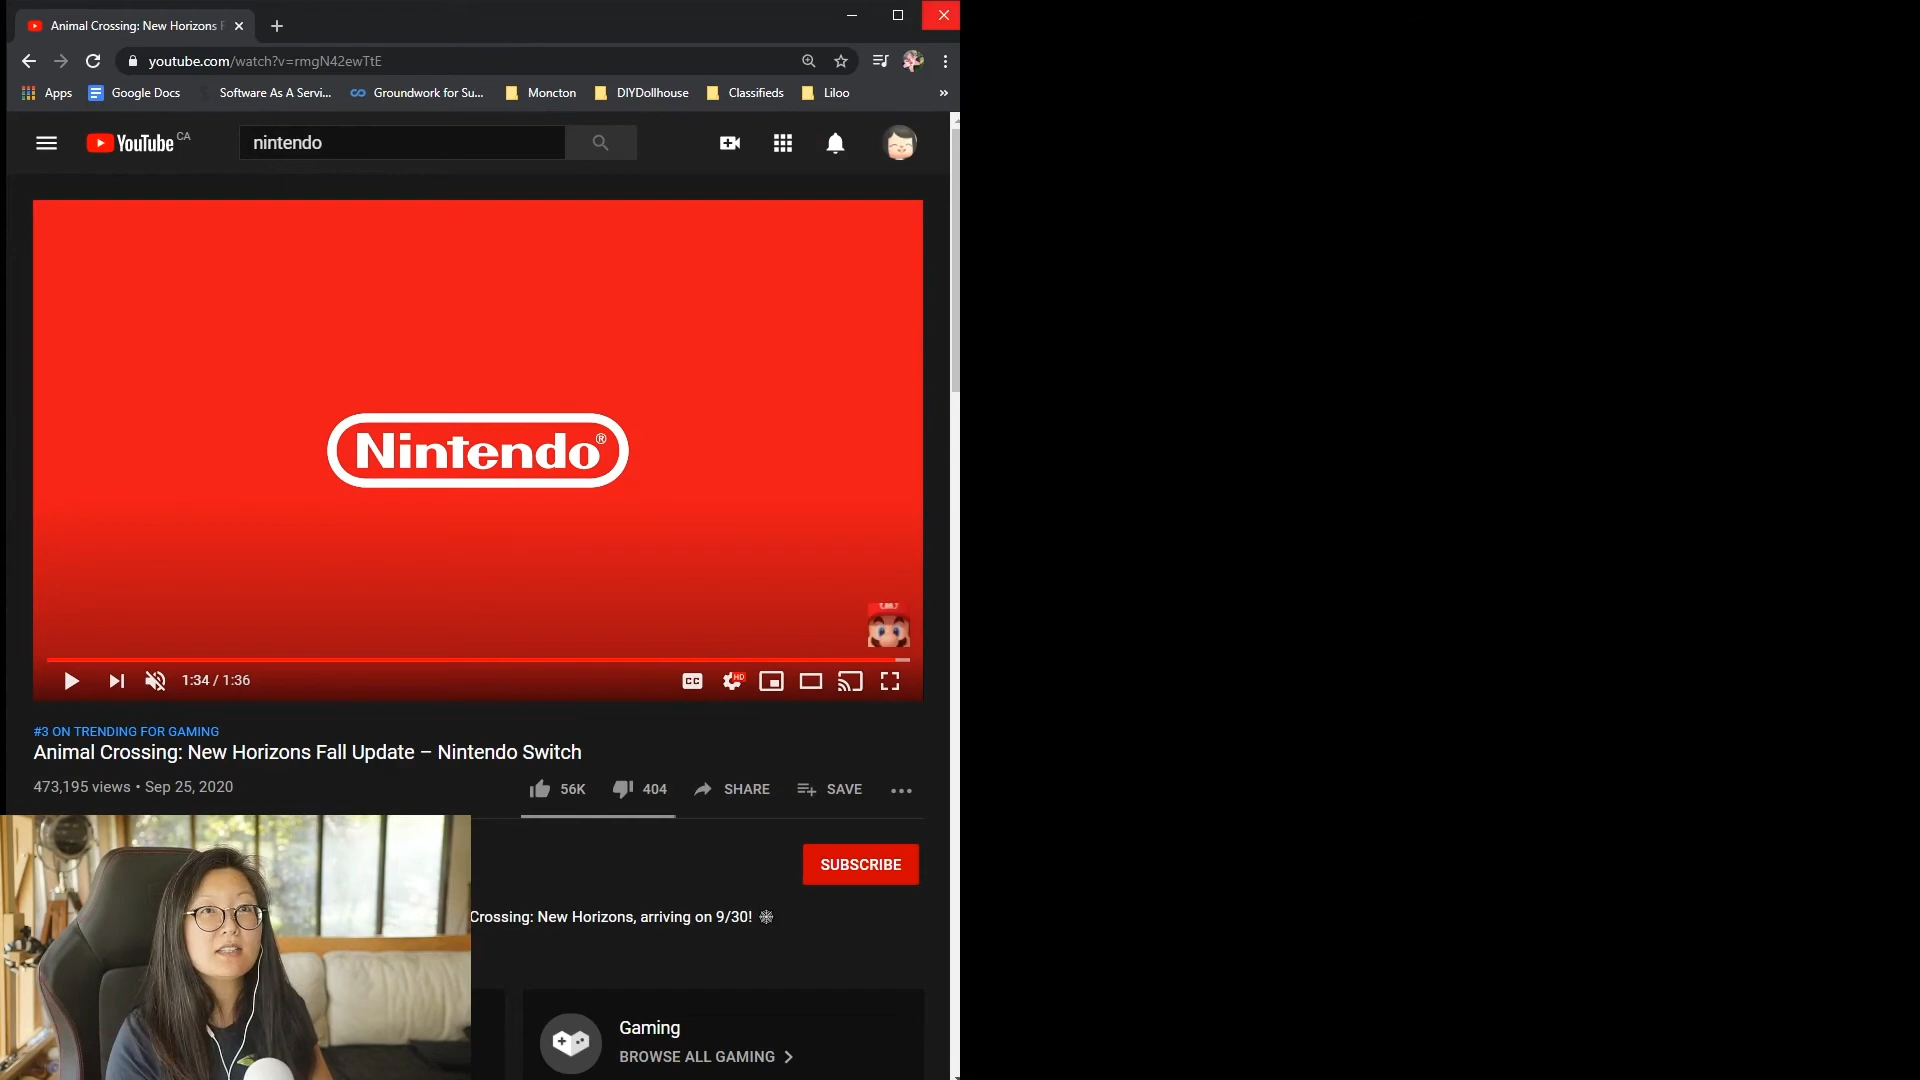 Animal Crossing: New Horizons F
youtube.com/watch?v=rmgN42ewTtE
Apps Google Docs Software As A Servi... Groundwork for Su... Moncton DIYDollhouse Classifieds Liloo »
YouTube CA nintendo
Nintendo®
1:34 / 1:36 CC HD
#3 ON TRENDING FOR GAMING
Animal Crossing: New Horizons Fall Update – Nintendo Switch
473,195 views • Sep 25, 2020 56K 404 SHARE SAVE
SUBSCRIBE
Crossing: New Horizons, arriving on 9/30! 🕸
Gaming
BROWSE ALL GAMING